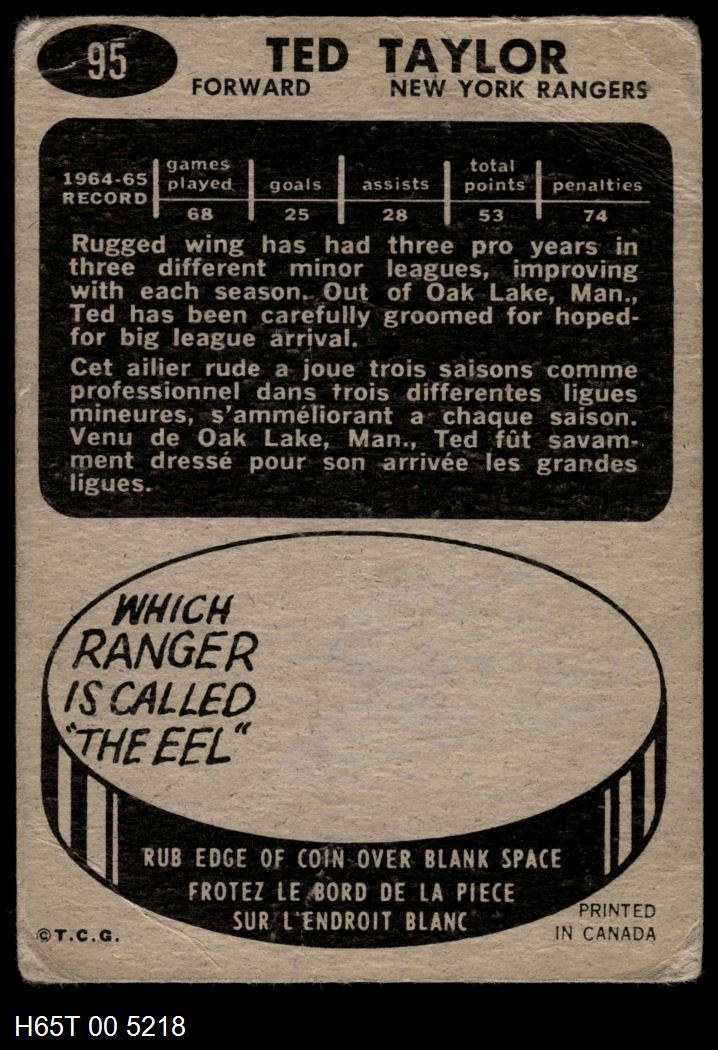 95
TED TAYLOR
FORWARD NEW YORK RANGERS
1964-65 RECORD games played goals assists total points penalties
68 25 28 53 74
Rugged wing has had three pro years in
three different minor leagues, improving
with each season. Out of Oak Lake, Man.,
Ted has been carefully groomed for hoped-
for big league arrival.
Cet ailier rude a joue trois saisons comme
professionnel dans trois differentes ligues
mineures, s'amméliorant a chaque saison.
Venu de Oak Lake, Man., Ted fût savam-
ment dressé pour son arrivée les grandes
ligues.
WHICH
RANGER
IS CALLED
"THE EEL"
RUB EDGE OF COIN OVER BLANK SPACE
FROTEZ LE BORD DE LA PIECE
SUR L'ENDROIT BLANC
©T.C.G.
PRINTED
IN CANADA
H65T 00 5218